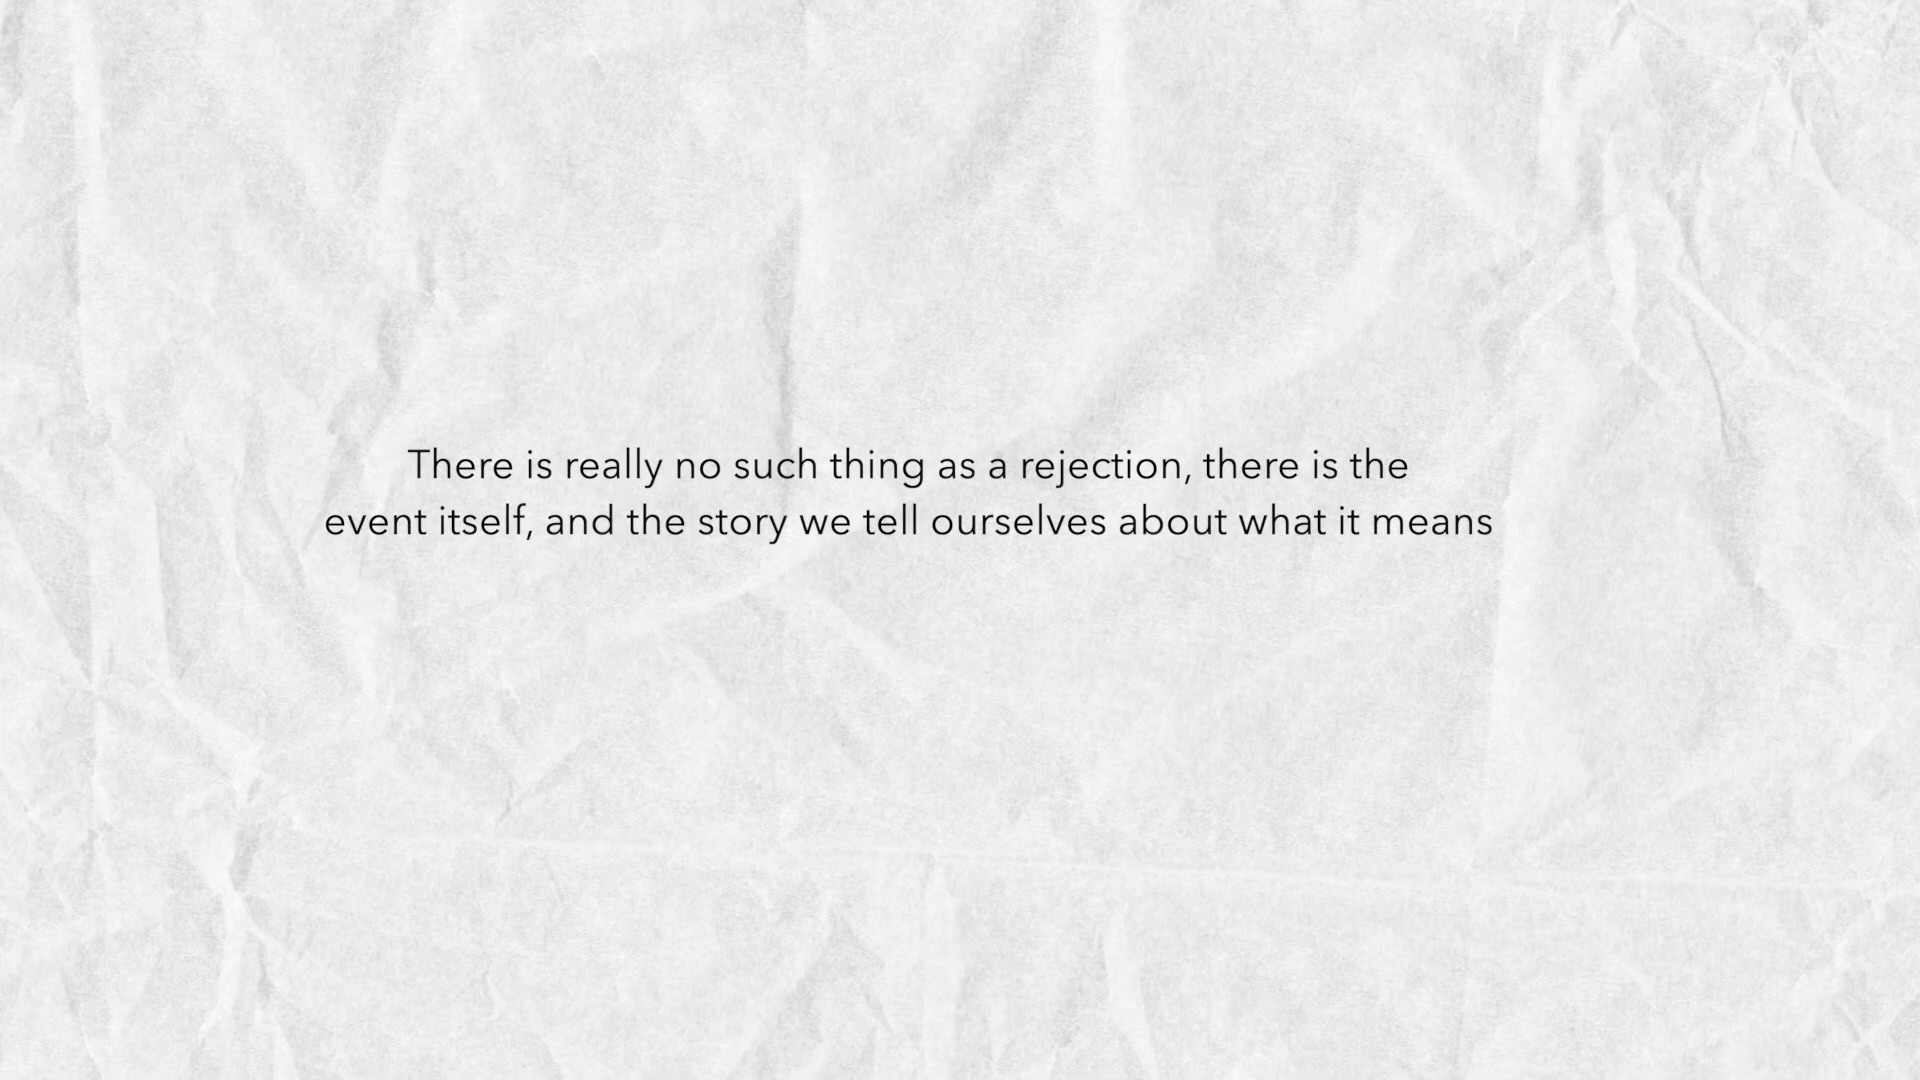 There is really no such thing as a rejection, there is the
event itself, and the story we tell ourselves about what it means